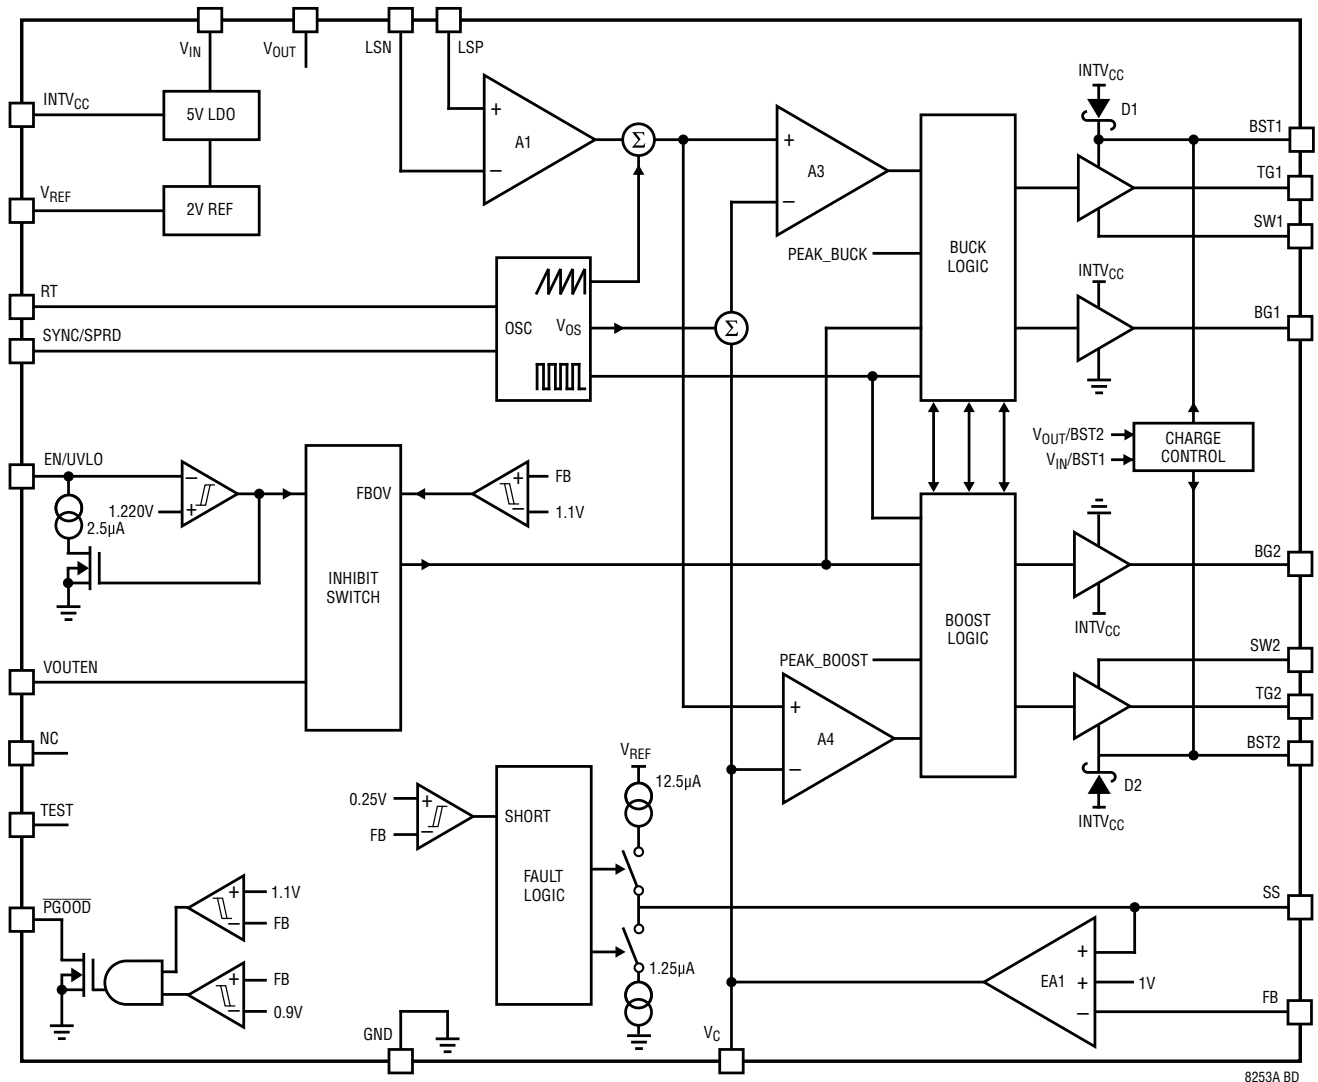 VIN
VOUT
LSN
LSP
INTVCC
5V LDO
VREF
2V REF
+
−
A1
Σ
+
−
A3
PEAK_BUCK
BUCK
LOGIC
INTVCC
D1
BST1
TG1
SW1
INTVCC
BG1
RT
SYNC/SPRD
OSC
VOS
Σ
VOUT/BST2
VIN/BST1
CHARGE
CONTROL
EN/UVLO
−
+
1.220V
2.5µA
FBOV
INHIBIT
SWITCH
+
−
FB
1.1V
BOOST
LOGIC
BG2
INTVCC
SW2
TG2
BST2
D2
INTVCC
VOUTEN
PEAK_BOOST
+
−
A4
NC
TEST
0.25V
FB
+
−
SHORT
FAULT
LOGIC
VREF
12.5µA
1.25µA
SS
+
+
−
EA1
1V
FB
PGOOD
+
−
1.1V
FB
+
−
FB
0.9V
GND
VC
8253A BD